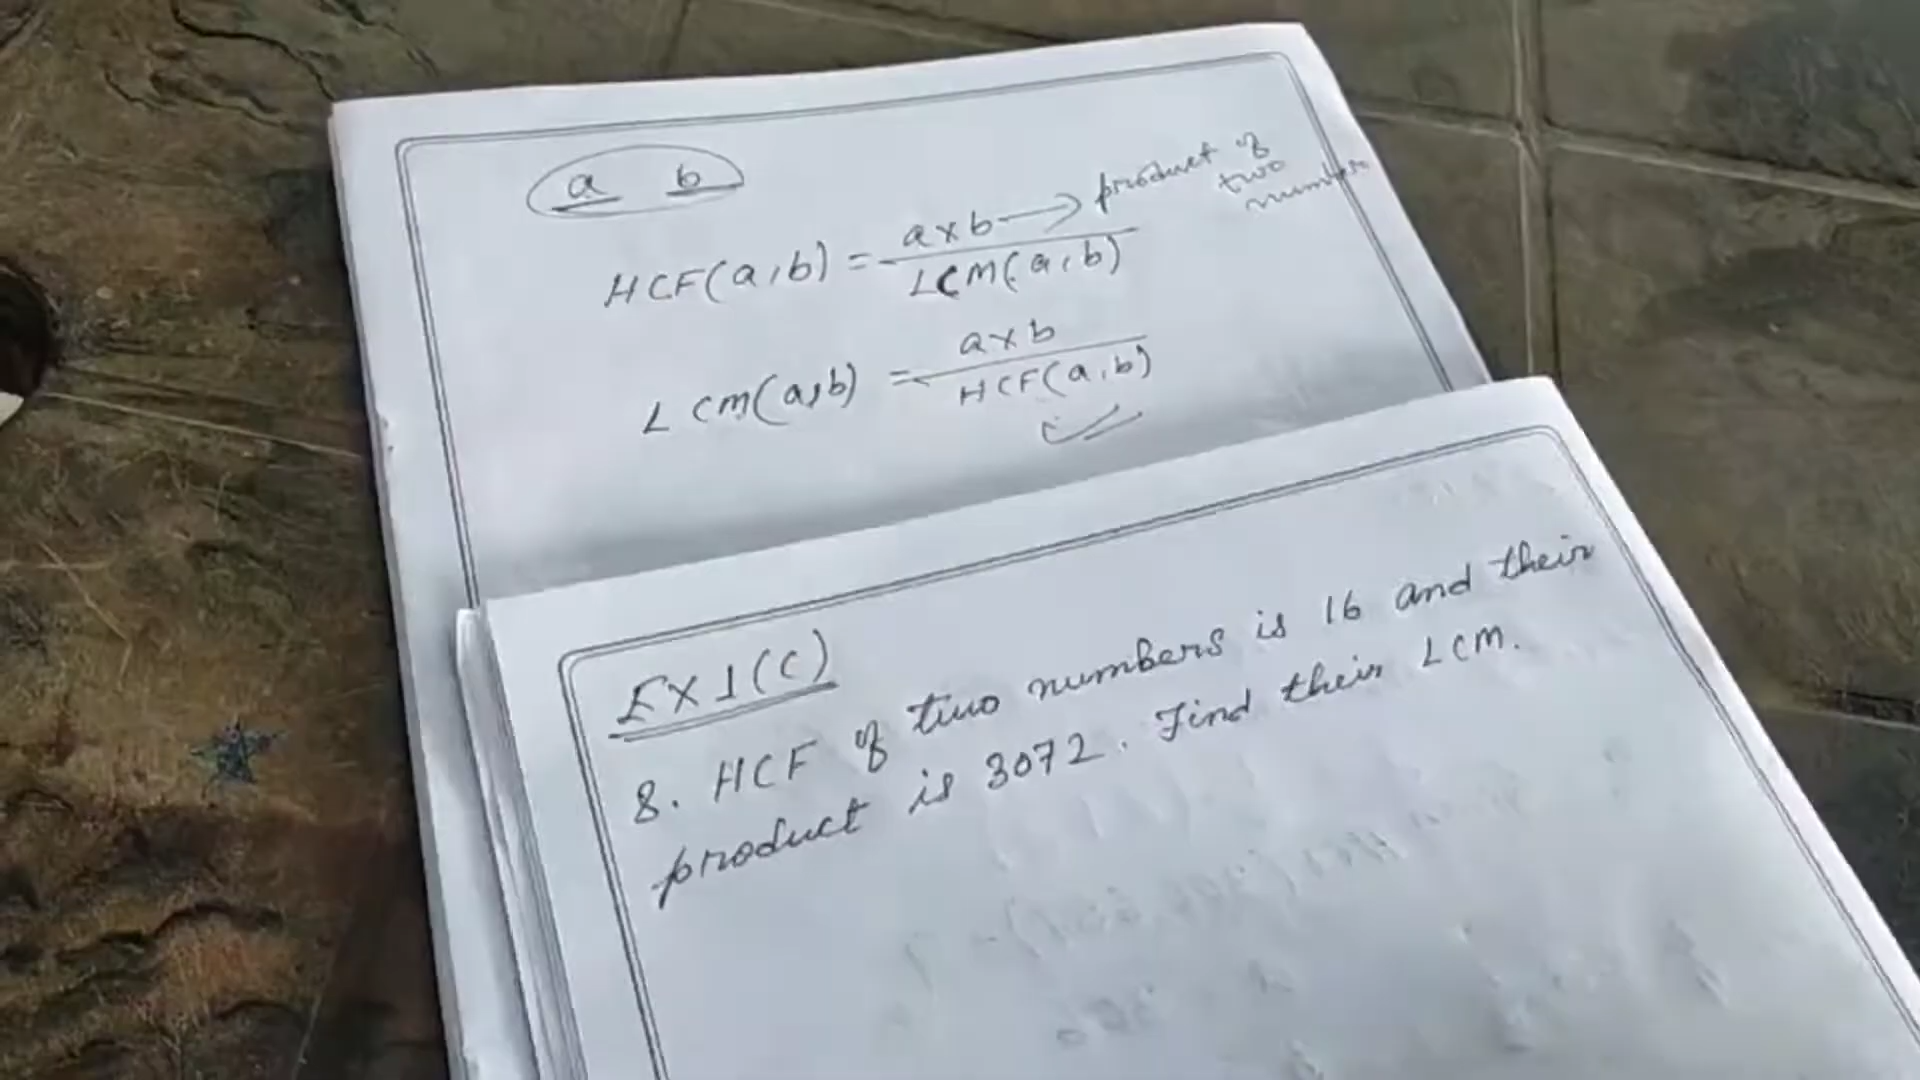 a b
HCF(a,b) = a×b → product of
two
numbers
LCM(a,b)
LCM(a,b) = a×b
HCF(a,b)
EX 1(C)
8. HCF of two numbers is 16 and their
product is 3072. Find their LCM.